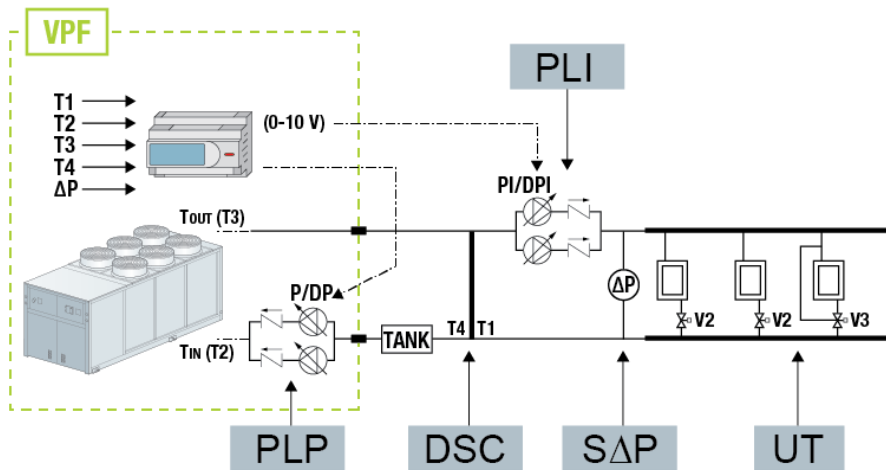 VPF
PLI
T1
T2
T3
T4
ΔP
(0-10 V)
PI/DPI
TOUT (T3)
P/DP
ΔP
V2
V2
V3
TIN (T2)
TANK
T4
T1
PLP
DSC
SΔP
UT